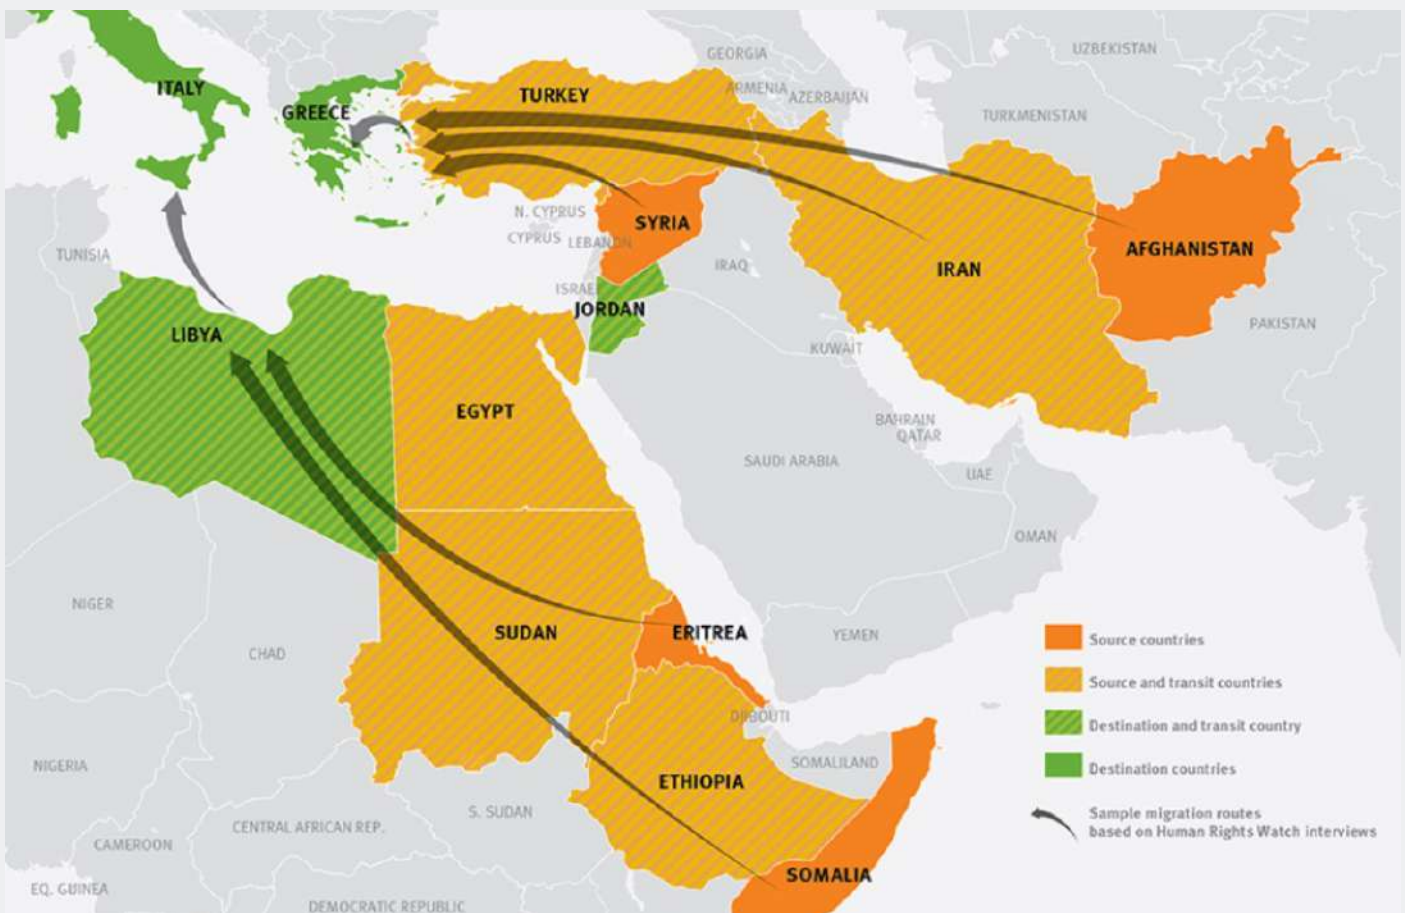 GEORGIA
UZBEKISTAN
ITALY
TURKEY
ARMENIA
AZERBAIJAN
GREECE
TURKMENISTAN
N. CYPRUS
SYRIA
CYPRUS
LEBANON
AFGHANISTAN
TUNISIA
IRAQ
IRAN
ISRAEL
JORDAN
PAKISTAN
LIBYA
KUWAIT
EGYPT
BAHRAIN
QATAR
SAUDI ARABIA
UAE
OMAN
NIGER
SUDAN
ERITREA
YEMEN
CHAD
DJIBOUTI
NIGERIA
SOMALILAND
ETHIOPIA
S. SUDAN
CENTRAL AFRICAN REP.
CAMEROON
SOMALIA
EQ. GUINEA
DEMOCRATIC REPUBLIC
Source countries
Source and transit countries
Destination and transit country
Destination countries
Sample migration routes
based on Human Rights Watch interviews